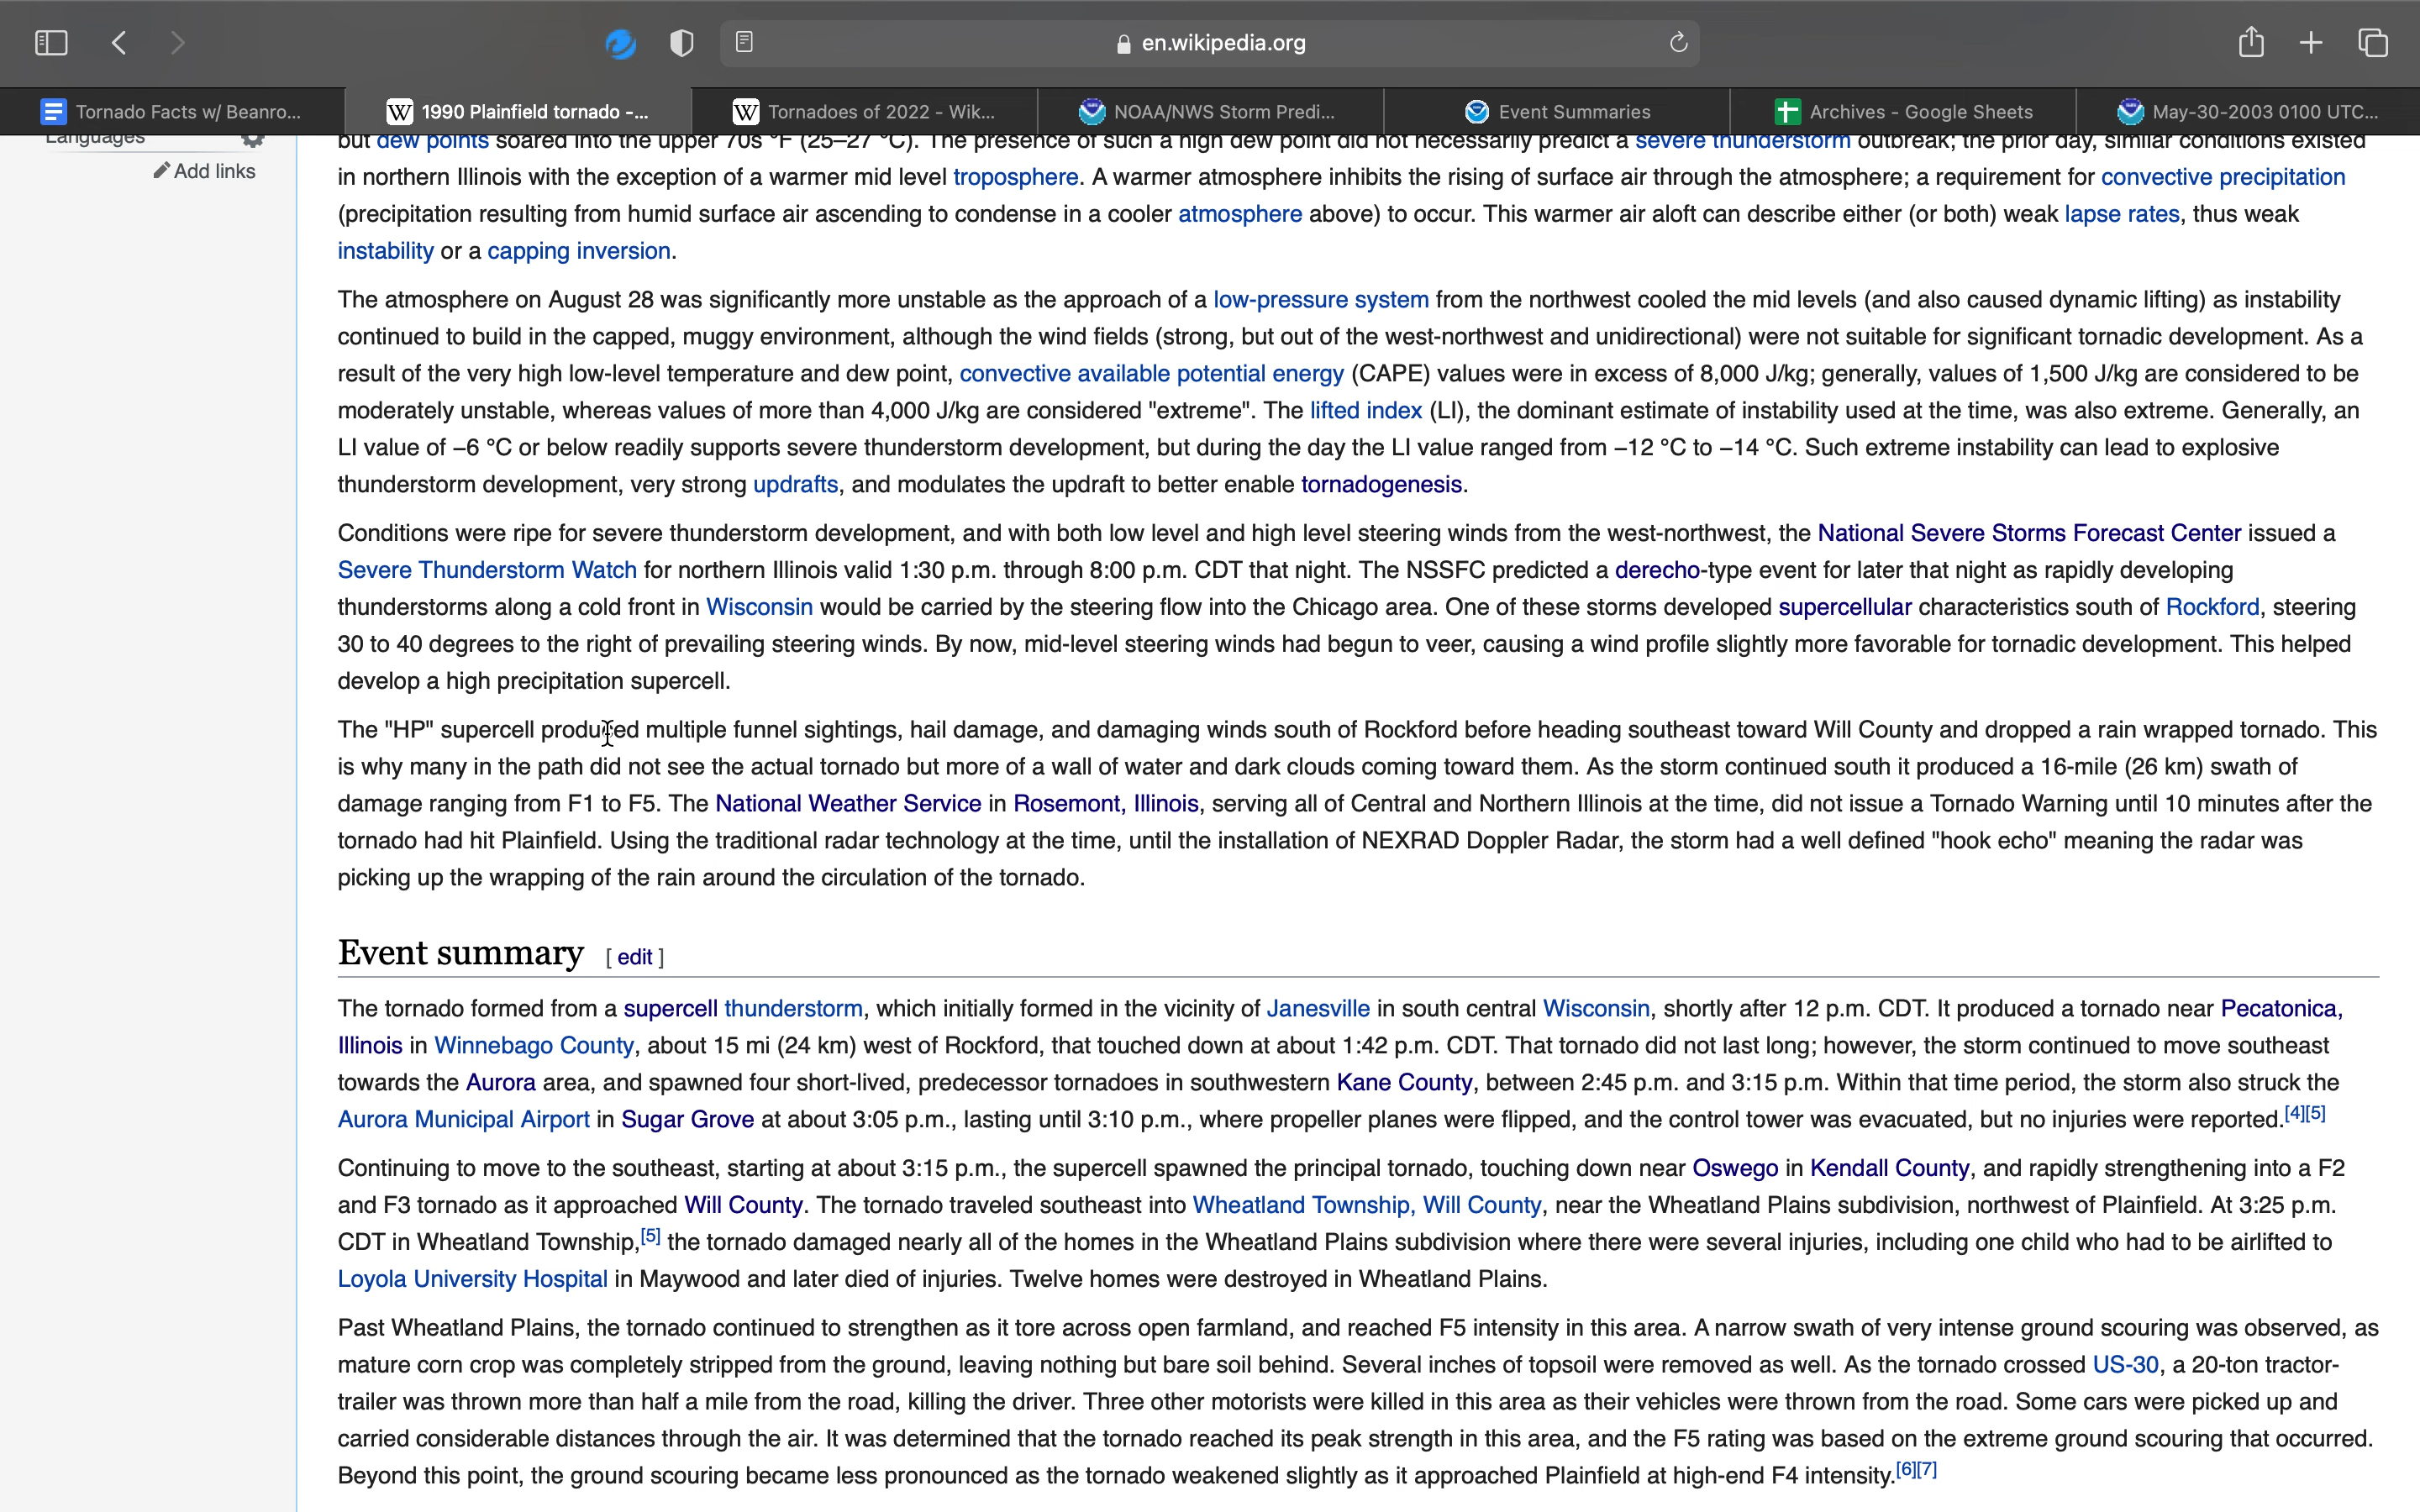 en.wikipedia.org
Tornado Facts w/ Beanro...
1990 Plainfield tornado -...
Tornadoes of 2022 - Wik...
NOAA/NWS Storm Predi...
Event Summaries
Archives - Google Sheets
May-30-2003 0100 UTC...
Languages
Add links
but dew points soared into the upper 70s °F (25–27 °C). The presence of such a high dew point did not necessarily predict a severe thunderstorm outbreak; the prior day, similar conditions existed
in northern Illinois with the exception of a warmer mid level troposphere. A warmer atmosphere inhibits the rising of surface air through the atmosphere; a requirement for convective precipitation
(precipitation resulting from humid surface air ascending to condense in a cooler atmosphere above) to occur. This warmer air aloft can describe either (or both) weak lapse rates, thus weak
instability or a capping inversion.
The atmosphere on August 28 was significantly more unstable as the approach of a low-pressure system from the northwest cooled the mid levels (and also caused dynamic lifting) as instability
continued to build in the capped, muggy environment, although the wind fields (strong, but out of the west-northwest and unidirectional) were not suitable for significant tornadic development. As a
result of the very high low-level temperature and dew point, convective available potential energy (CAPE) values were in excess of 8,000 J/kg; generally, values of 1,500 J/kg are considered to be
moderately unstable, whereas values of more than 4,000 J/kg are considered "extreme". The lifted index (LI), the dominant estimate of instability used at the time, was also extreme. Generally, an
LI value of –6 °C or below readily supports severe thunderstorm development, but during the day the LI value ranged from –12 °C to –14 °C. Such extreme instability can lead to explosive
thunderstorm development, very strong updrafts, and modulates the updraft to better enable tornadogenesis.
Conditions were ripe for severe thunderstorm development, and with both low level and high level steering winds from the west-northwest, the National Severe Storms Forecast Center issued a
Severe Thunderstorm Watch for northern Illinois valid 1:30 p.m. through 8:00 p.m. CDT that night. The NSSFC predicted a derecho-type event for later that night as rapidly developing
thunderstorms along a cold front in Wisconsin would be carried by the steering flow into the Chicago area. One of these storms developed supercellular characteristics south of Rockford, steering
30 to 40 degrees to the right of prevailing steering winds. By now, mid-level steering winds had begun to veer, causing a wind profile slightly more favorable for tornadic development. This helped
develop a high precipitation supercell.
The "HP" supercell produced multiple funnel sightings, hail damage, and damaging winds south of Rockford before heading southeast toward Will County and dropped a rain wrapped tornado. This
is why many in the path did not see the actual tornado but more of a wall of water and dark clouds coming toward them. As the storm continued south it produced a 16-mile (26 km) swath of
damage ranging from F1 to F5. The National Weather Service in Rosemont, Illinois, serving all of Central and Northern Illinois at the time, did not issue a Tornado Warning until 10 minutes after the
tornado had hit Plainfield. Using the traditional radar technology at the time, until the installation of NEXRAD Doppler Radar, the storm had a well defined "hook echo" meaning the radar was
picking up the wrapping of the rain around the circulation of the tornado.
Event summary [ edit ]
The tornado formed from a supercell thunderstorm, which initially formed in the vicinity of Janesville in south central Wisconsin, shortly after 12 p.m. CDT. It produced a tornado near Pecatonica,
Illinois in Winnebago County, about 15 mi (24 km) west of Rockford, that touched down at about 1:42 p.m. CDT. That tornado did not last long; however, the storm continued to move southeast
towards the Aurora area, and spawned four short-lived, predecessor tornadoes in southwestern Kane County, between 2:45 p.m. and 3:15 p.m. Within that time period, the storm also struck the
Aurora Municipal Airport in Sugar Grove at about 3:05 p.m., lasting until 3:10 p.m., where propeller planes were flipped, and the control tower was evacuated, but no injuries were reported.[4][5]
Continuing to move to the southeast, starting at about 3:15 p.m., the supercell spawned the principal tornado, touching down near Oswego in Kendall County, and rapidly strengthening into a F2
and F3 tornado as it approached Will County. The tornado traveled southeast into Wheatland Township, Will County, near the Wheatland Plains subdivision, northwest of Plainfield. At 3:25 p.m.
CDT in Wheatland Township,[5] the tornado damaged nearly all of the homes in the Wheatland Plains subdivision where there were several injuries, including one child who had to be airlifted to
Loyola University Hospital in Maywood and later died of injuries. Twelve homes were destroyed in Wheatland Plains.
Past Wheatland Plains, the tornado continued to strengthen as it tore across open farmland, and reached F5 intensity in this area. A narrow swath of very intense ground scouring was observed, as
mature corn crop was completely stripped from the ground, leaving nothing but bare soil behind. Several inches of topsoil were removed as well. As the tornado crossed US-30, a 20-ton tractor-
trailer was thrown more than half a mile from the road, killing the driver. Three other motorists were killed in this area as their vehicles were thrown from the road. Some cars were picked up and
carried considerable distances through the air. It was determined that the tornado reached its peak strength in this area, and the F5 rating was based on the extreme ground scouring that occurred.
Beyond this point, the ground scouring became less pronounced as the tornado weakened slightly as it approached Plainfield at high-end F4 intensity.[6][7]